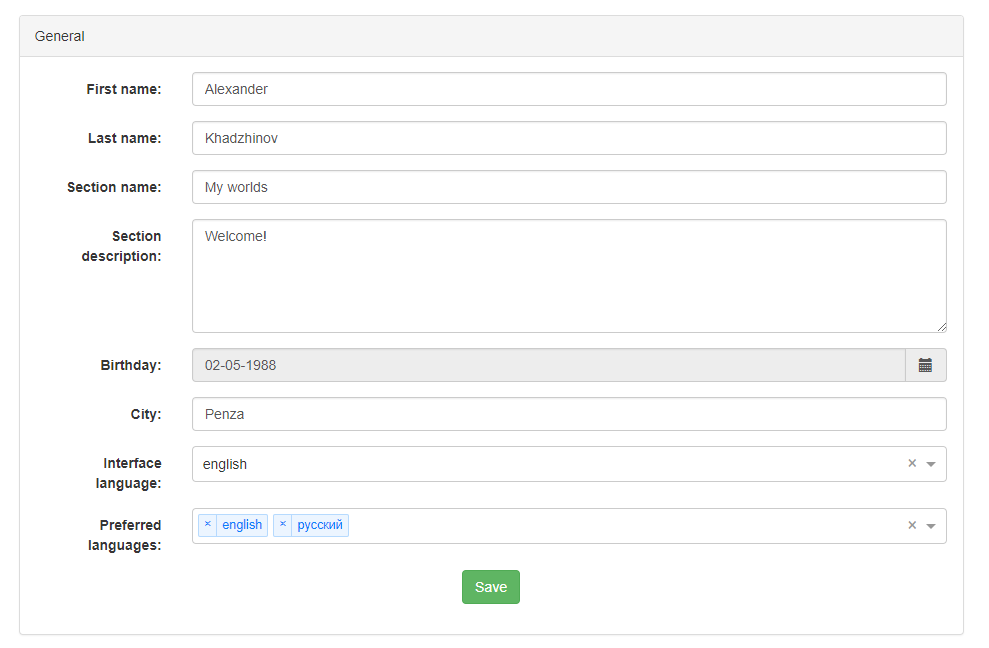 General
First name: Alexander
Last name: Khadzhinov
Section name: My worlds
Section Welcome!
description:
Birthday: 02-05-1988
City: Penza
Interface english ×
language:
Preferred × english × русский ×
languages:
Save